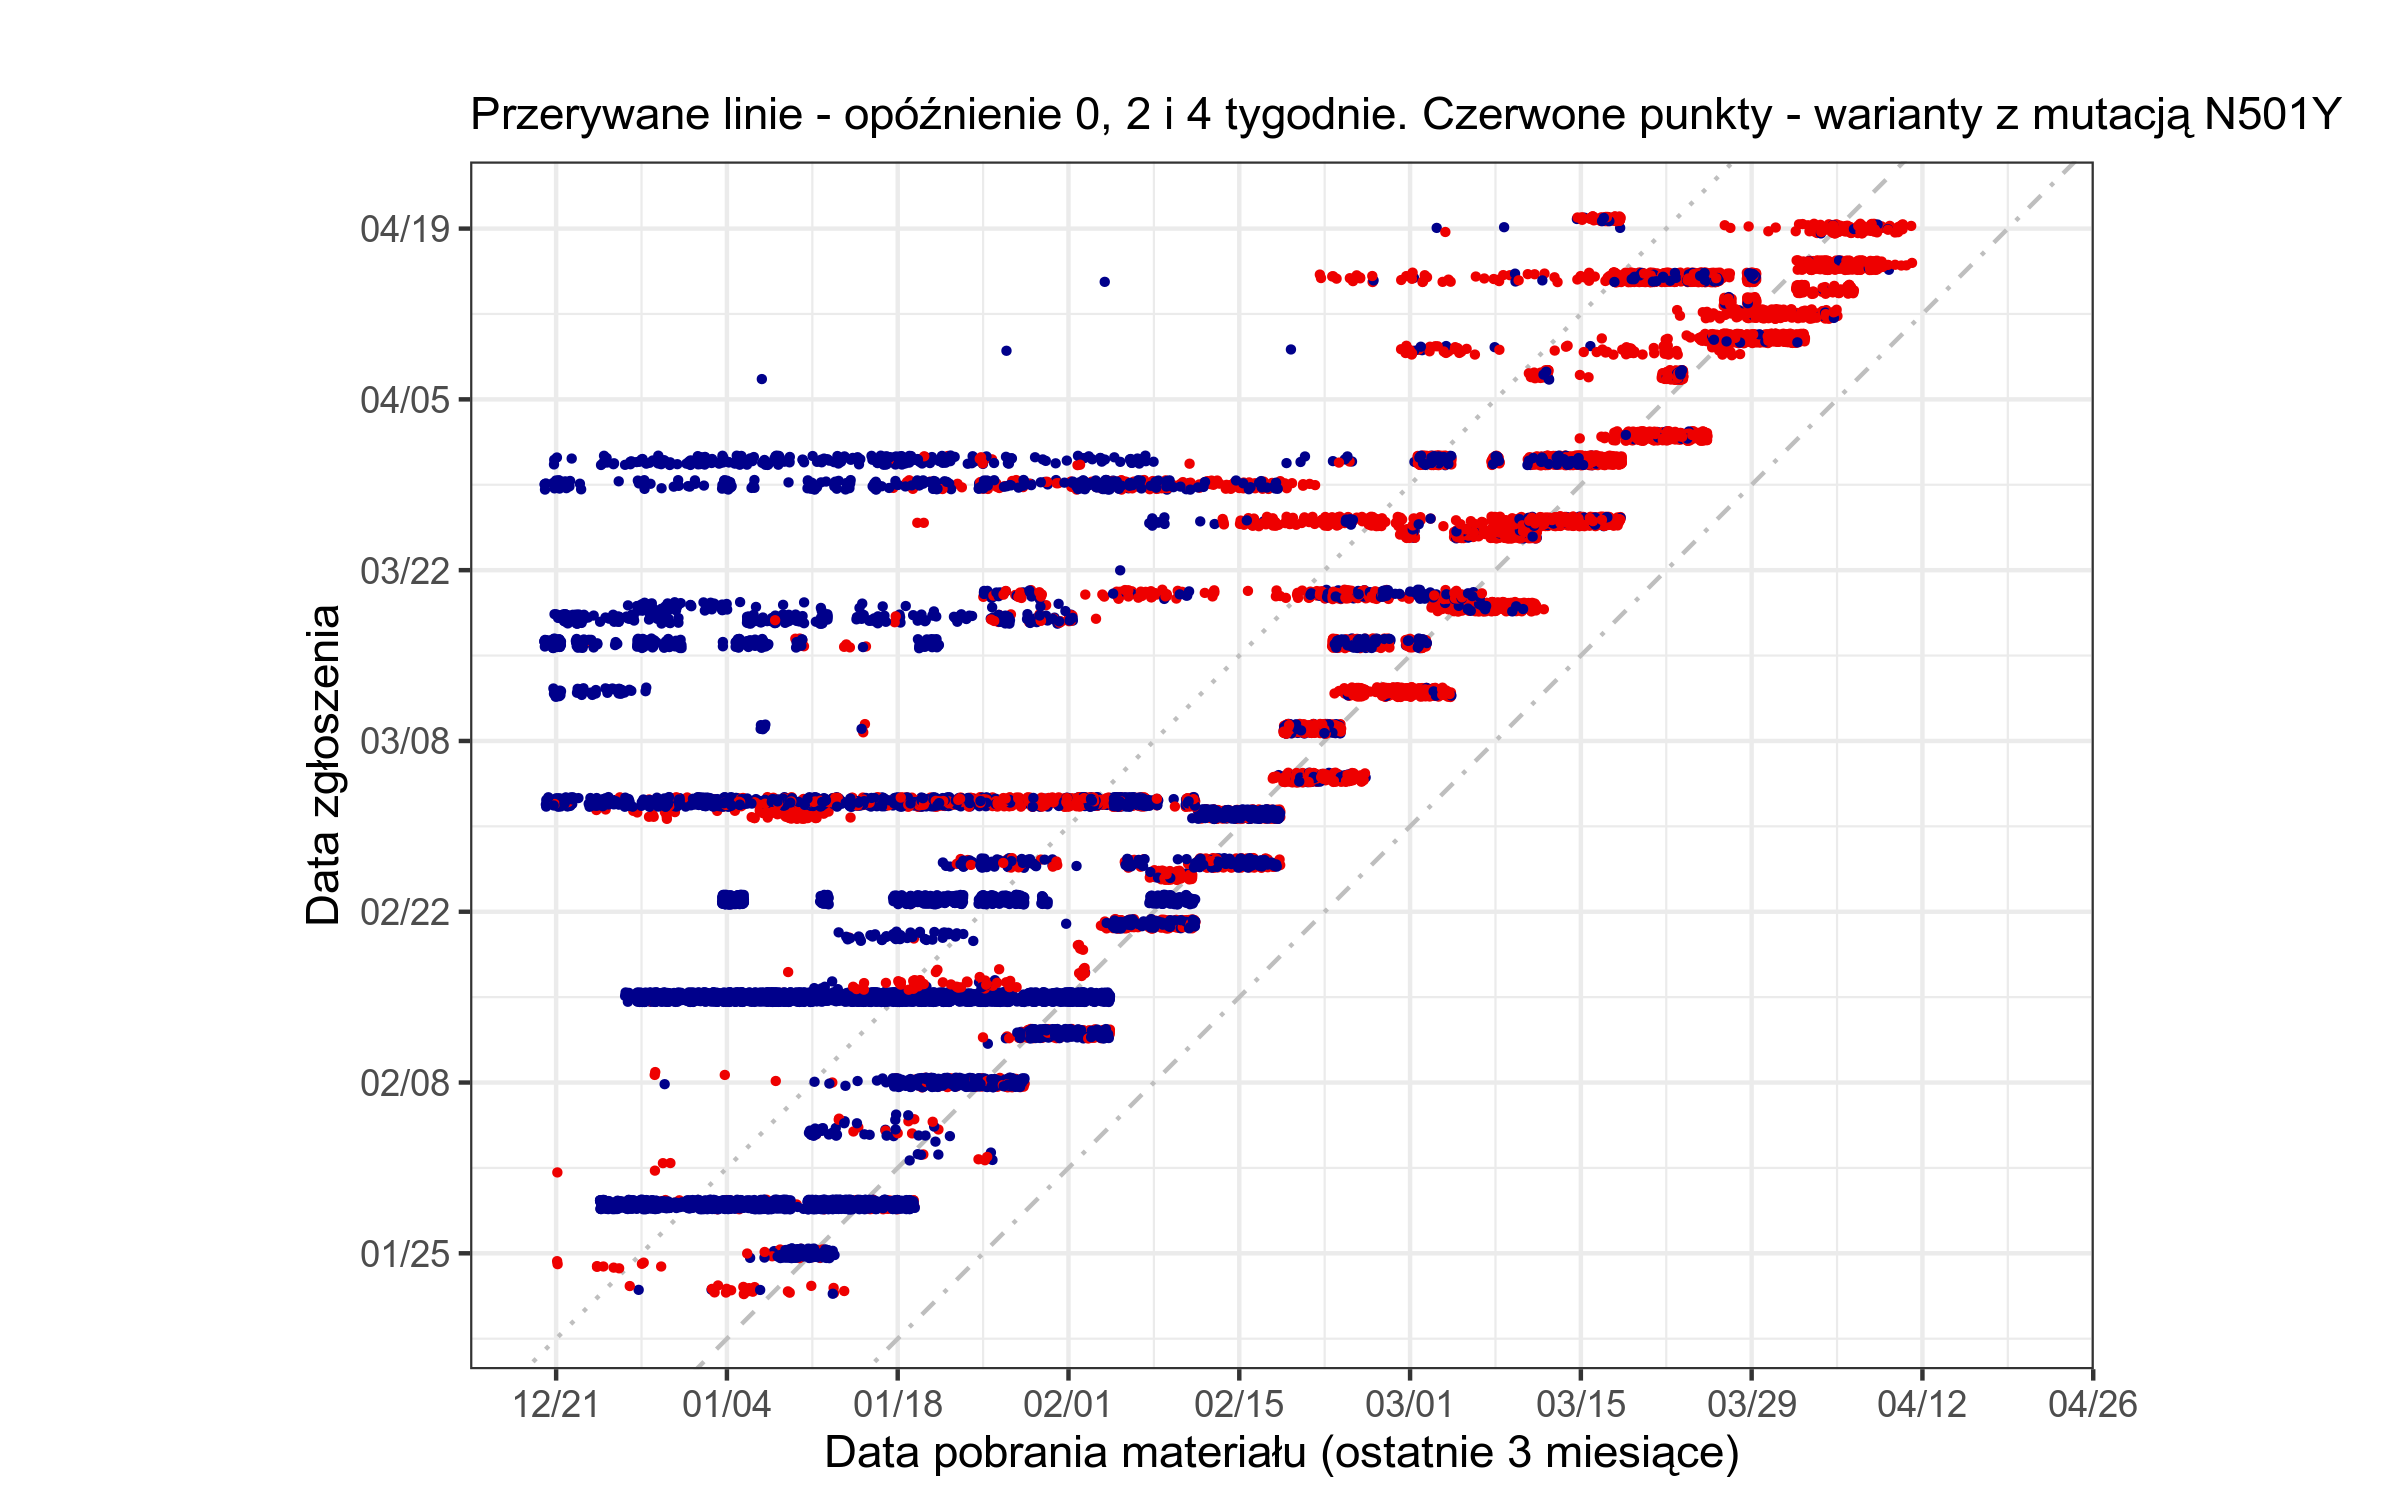 Przerywane linie - opóźnienie 0, 2 i 4 tygodnie. Czerwone punkty - warianty z mutacją N501Y
04/19
04/05
03/22
03/08
02/22
02/08
01/25
Data zgłoszenia
12/21 01/04 01/18 02/01 02/15 03/01 03/15 03/29 04/12 04/26
Data pobrania materiału (ostatnie 3 miesiące)